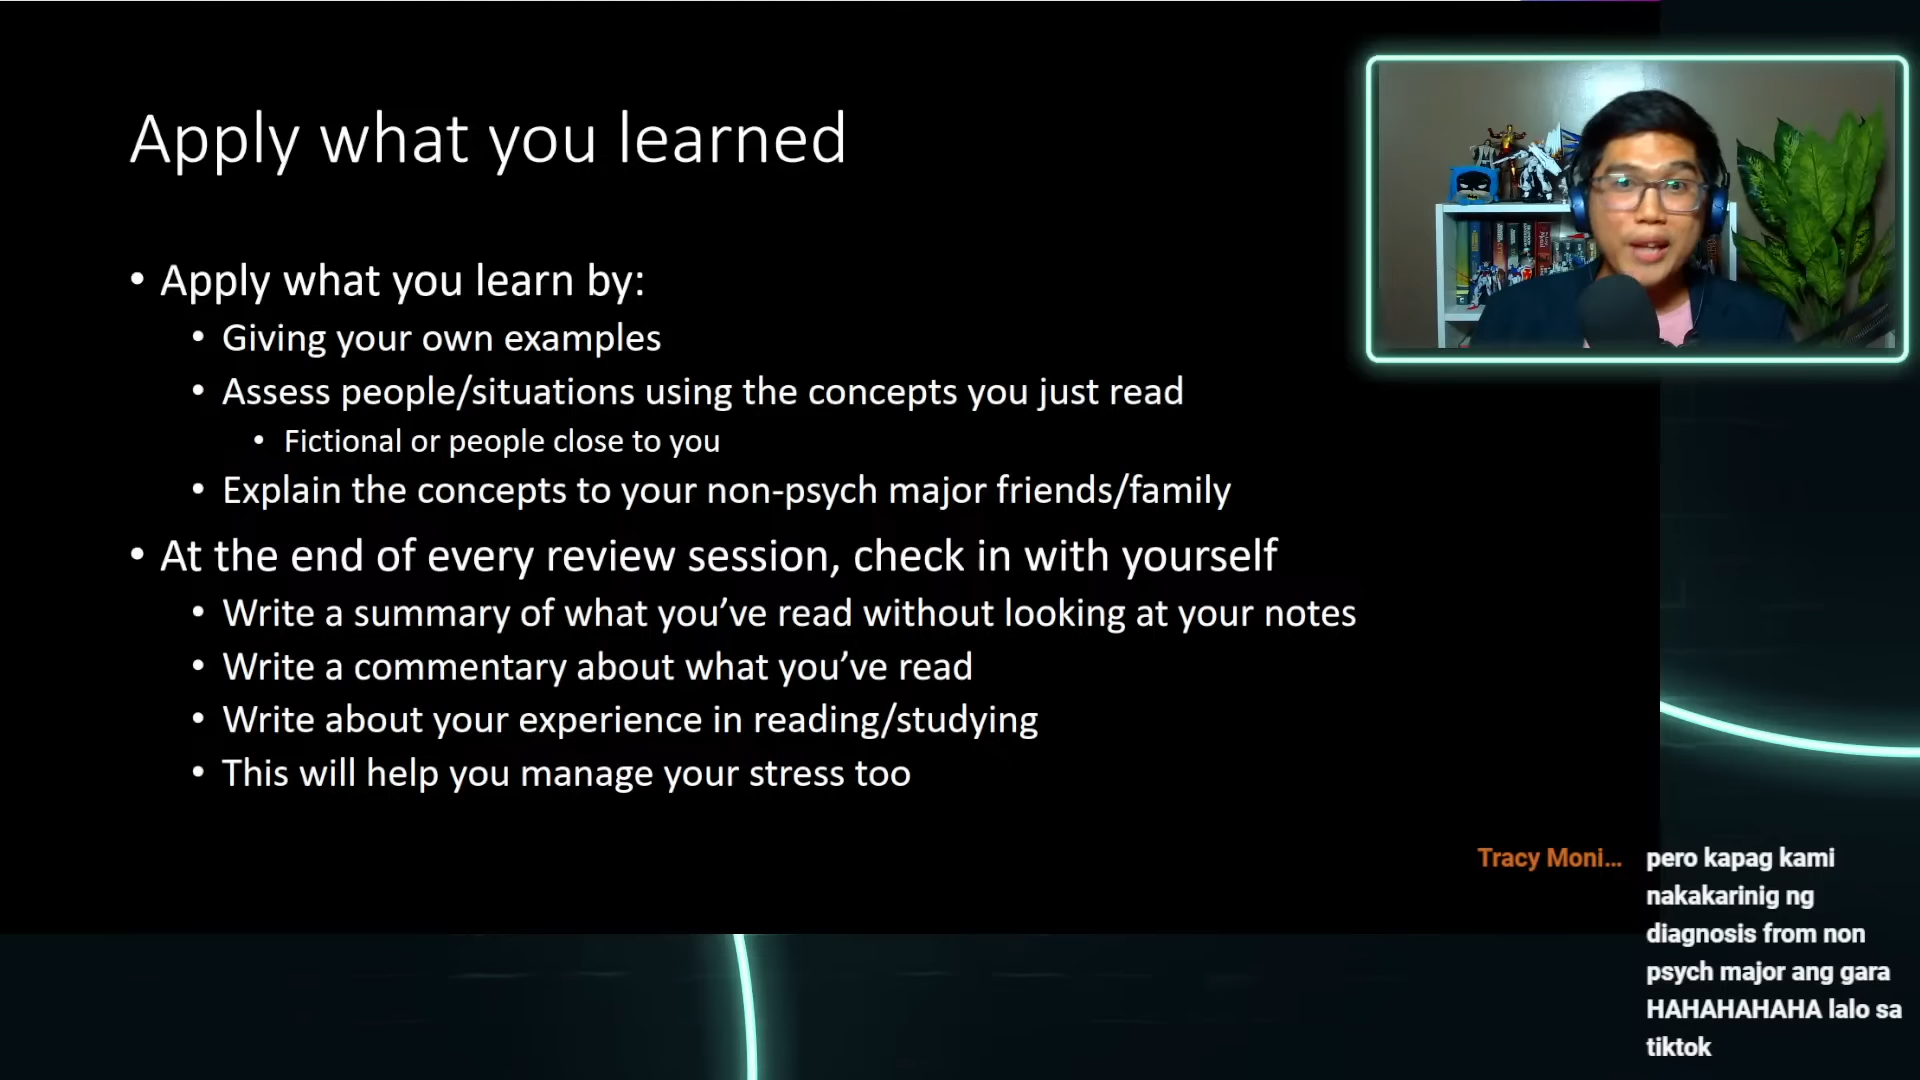 Apply what you learned
• Apply what you learn by:
• Giving your own examples
• Assess people/situations using the concepts you just read
• Fictional or people close to you
• Explain the concepts to your non-psych major friends/family
• At the end of every review session, check in with yourself
• Write a summary of what you’ve read without looking at your notes
• Write a commentary about what you’ve read
• Write about your experience in reading/studying
• This will help you manage your stress too
Tracy Moni... pero kapag kami
nakakarinig ng
diagnosis from non
psych major ang gara
HAHAHAHAHA lalo sa
tiktok